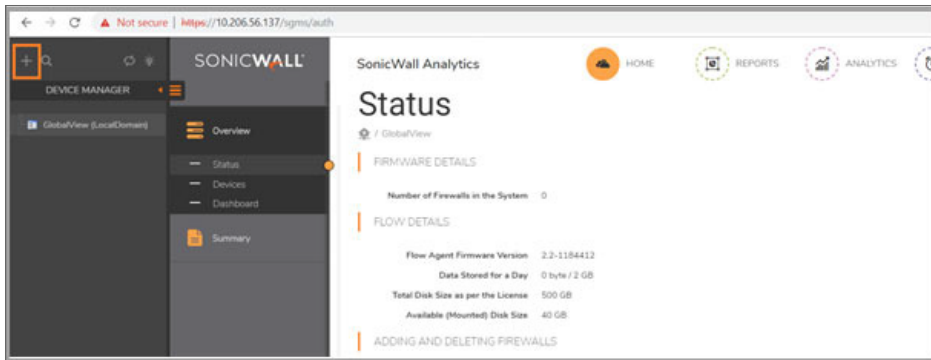 Not secure | https://10.206.56.137/sgms/auth
SONICWALL
SonicWall Analytics
HOME
REPORTS
ANALYTICS
DEVICE MANAGER
Status
GlobalView (LocalDomain)
Overview
/ GlobalView
FIRMWARE DETAILS
Status
Devices
Number of Firewalls in the System 0
Dashboard
FLOW DETAILS
Summary
Flow Agent Firmware Version 2.2-1184412
Data Stored for a Day 0 byte / 2 GB
Total Disk Size as per the License 500 GB
Available (Mounted) Disk Size 40 GB
ADDING AND DELETING FIREWALLS